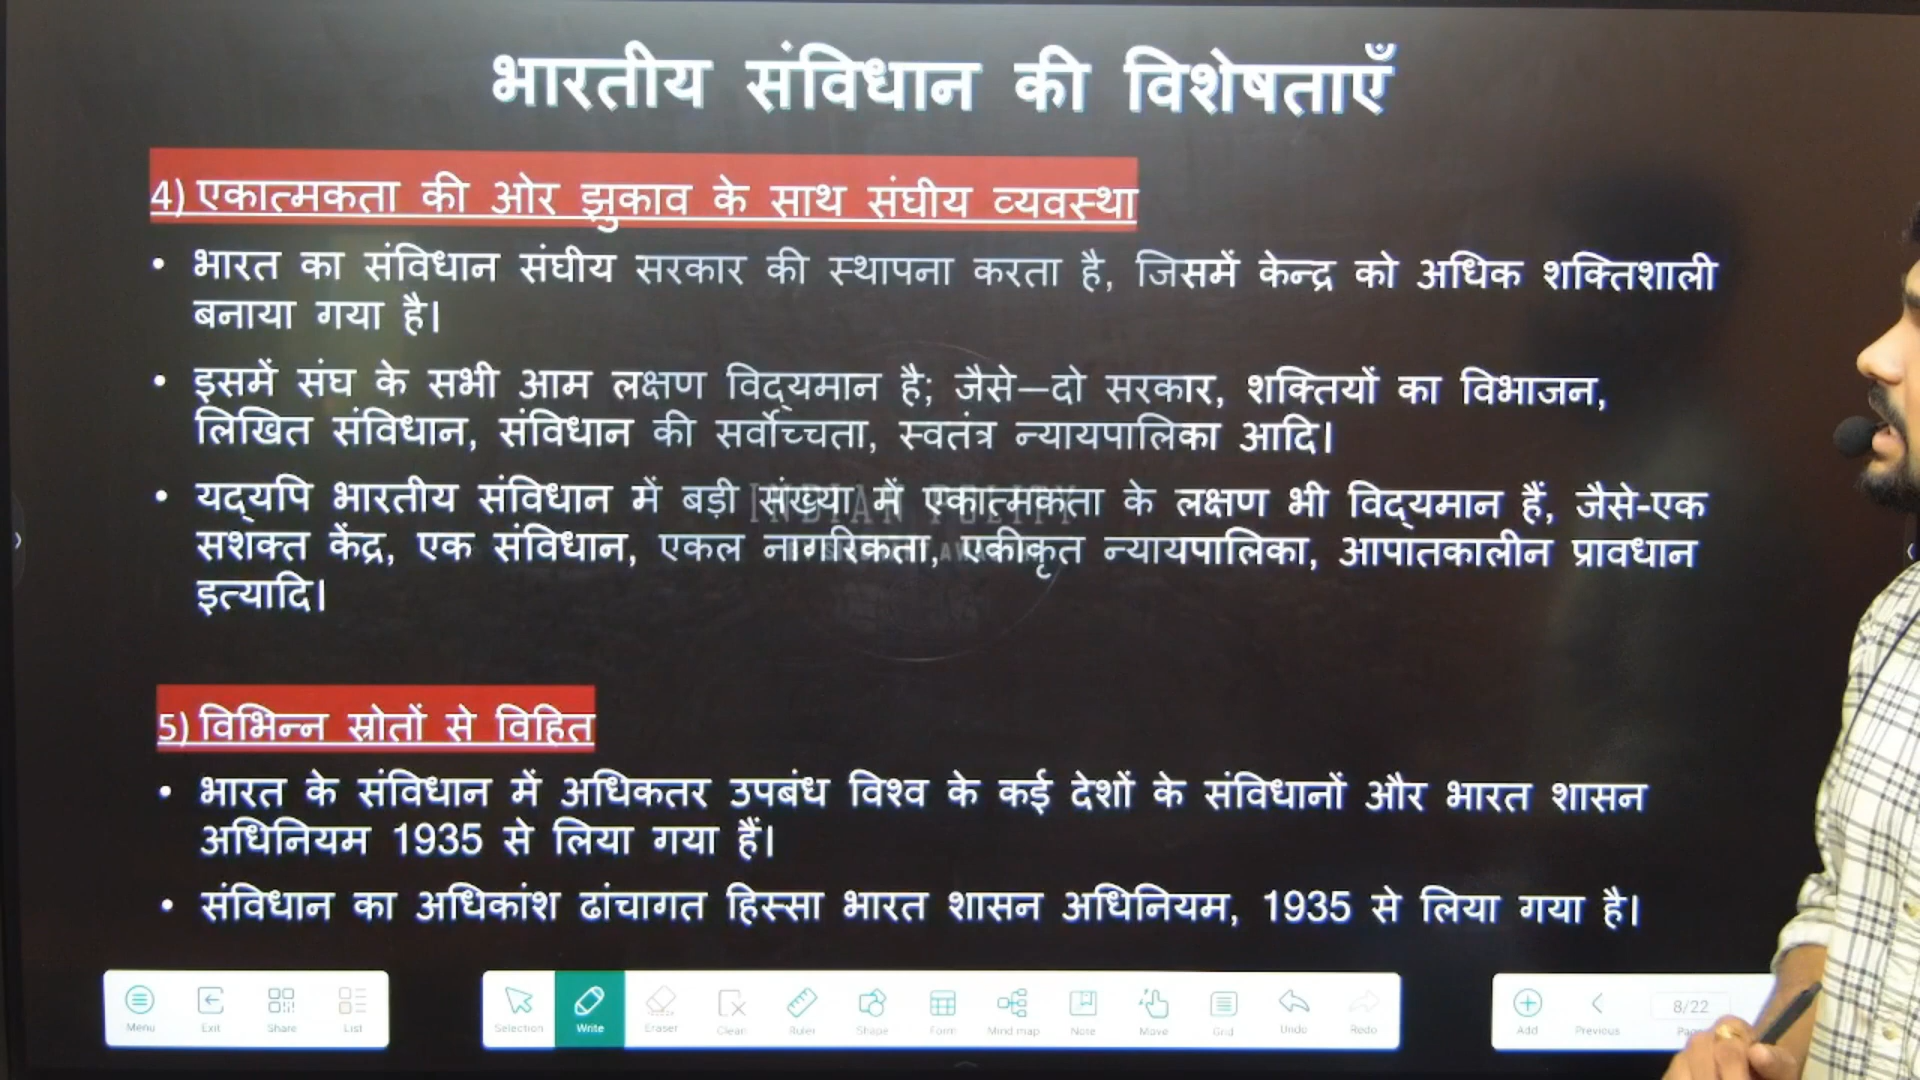 भारतीय संविधान की विशेषताएँ
4) एकात्मकता की ओर झुकाव के साथ संघीय व्यवस्था
• भारत का संविधान संघीय सरकार की स्थापना करता है, जिसमें केन्द्र को अधिक शक्तिशाली
बनाया गया है।
• इसमें संघ के सभी आम लक्षण विद्यमान है; जैसे–दो सरकार, शक्तियों का विभाजन,
लिखित संविधान, संविधान की सर्वोच्चता, स्वतंत्र न्यायपालिका आदि।
• यद्यपि भारतीय संविधान में बड़ी संख्या में एकात्मकता के लक्षण भी विद्यमान हैं, जैसे-एक
सशक्त केंद्र, एक संविधान, एकल नागरिकता, एकीकृत न्यायपालिका, आपातकालीन प्रावधान
इत्यादि।
INDIAN POLITY
5) विभिन्न स्रोतों से विहित
• भारत के संविधान में अधिकतर उपबंध विश्व के कई देशों के संविधानों और भारत शासन
अधिनियम 1935 से लिया गया हैं।
• संविधान का अधिकांश ढांचागत हिस्सा भारत शासन अधिनियम, 1935 से लिया गया है।
Menu Exit Share List Selection Write Eraser Clean Ruler Shape Form Mind map Note Move Grid Undo Redo Add Previous 8/22